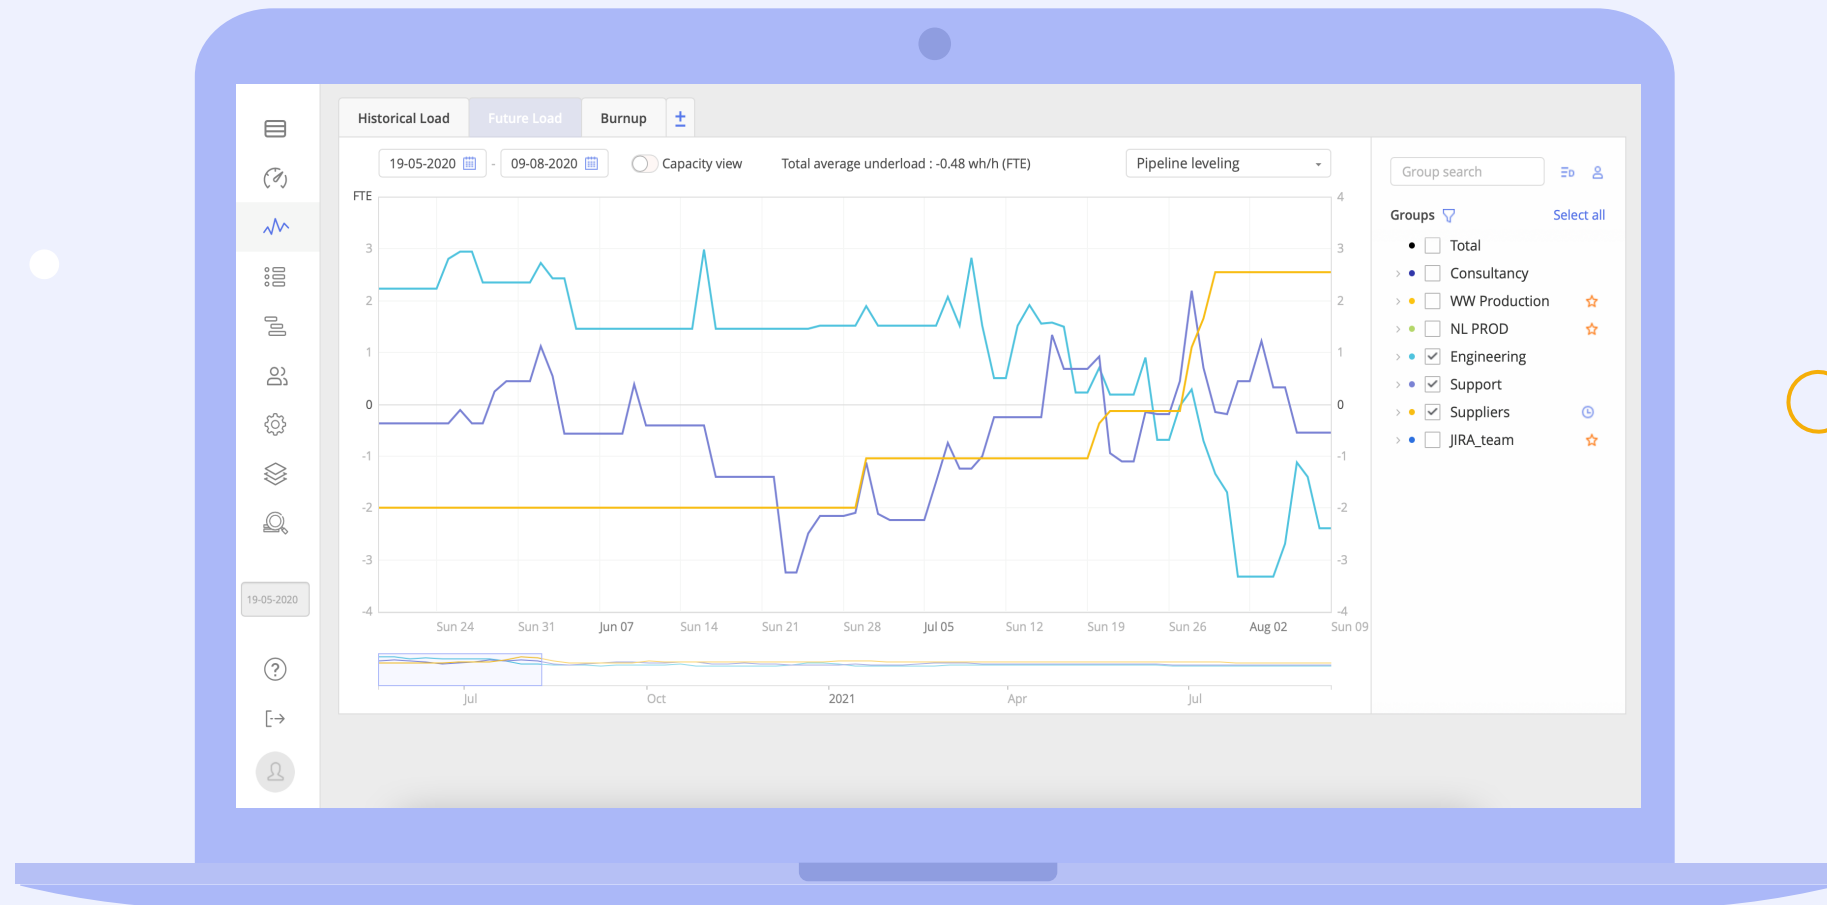 Historical Load Future Load Burnup ±
19-05-2020 - 09-08-2020 Capacity view Total average underload : -0.48 wh/h (FTE) Pipeline leveling
FTE
4
3 3
2 2
1 1
0 0
-1 -1
-2 -2
-3 -3
-4 -4
Sun 24 Sun 31 Jun 07 Sun 14 Sun 21 Sun 28 Jul 05 Sun 12 Sun 19 Sun 26 Aug 02 Sun 09
Jul Oct 2021 Apr Jul
Group search
Groups Select all
Total
Consultancy
WW Production
NL PROD
Engineering
Support
Suppliers
JIRA_team
19-05-2020